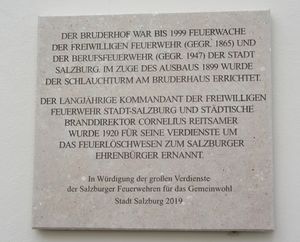 DER BRUDERHOF WAR BIS 1999 FEUERWACHE
DER FREIWILLIGEN FEUERWEHR (GEGR. 1865) UND
DER BERUFSFEUERWEHR (GEGR. 1947) DER STADT
SALZBURG. IM ZUGE DES AUSBAUS 1899 WURDE
DER SCHLAUCHTURM AM BRUDERHAUS ERRICHTET.
DER LANGJÄHRIGE KOMMANDANT DER FREIWILLIGEN
FEUERWEHR STADT-SALZBURG UND STÄDTISCHE
BRANDDIREKTOR CORNELIUS REITSAMER
WURDE 1920 FÜR SEINE VERDIENSTE UM
DAS FEUERLÖSCHWESEN ZUM SALZBURGER
EHRENBÜRGER ERNANNT.
In Würdigung der großen Verdienste
der Salzburger Feuerwehren für das Gemeinwohl
Stadt Salzburg 2019